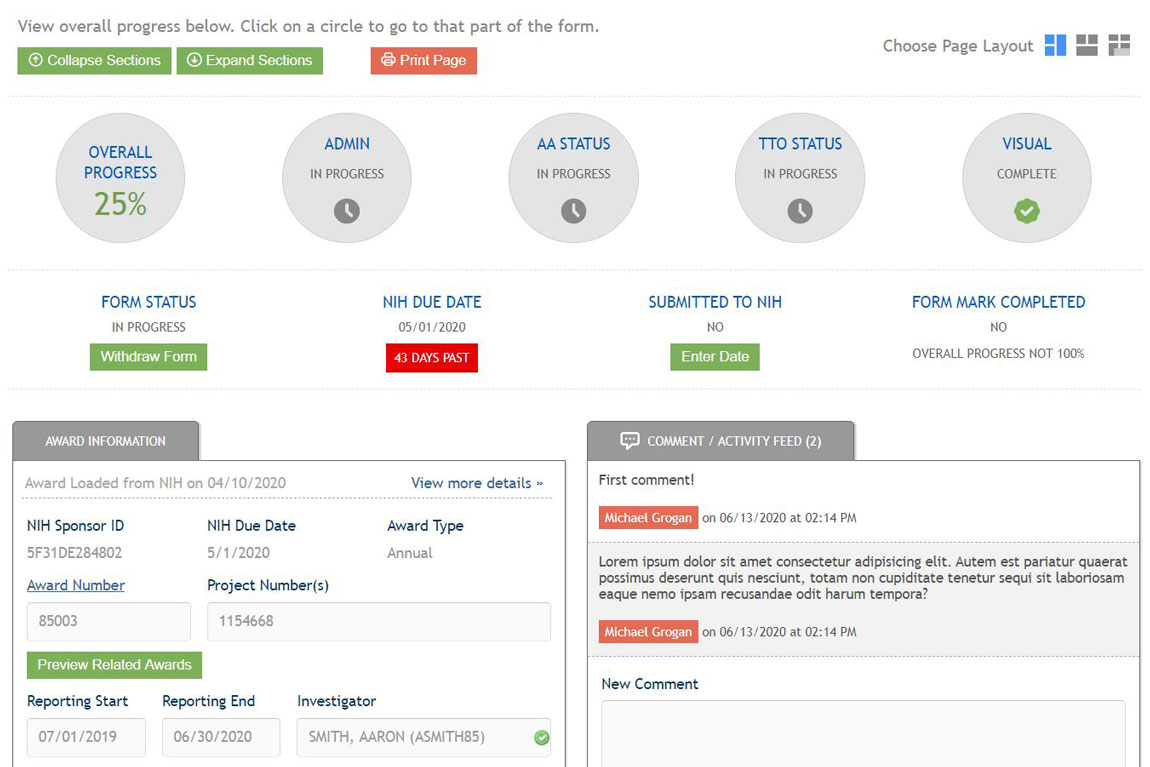 View overall progress below. Click on a circle to go to that part of the form.
Collapse Sections
Expand Sections
Print Page
Choose Page Layout
OVERALL
PROGRESS
25%
ADMIN
IN PROGRESS
AA STATUS
IN PROGRESS
TTO STATUS
IN PROGRESS
VISUAL
COMPLETE
FORM STATUS
IN PROGRESS
Withdraw Form
NIH DUE DATE
05/01/2020
43 DAYS PAST
SUBMITTED TO NIH
NO
Enter Date
FORM MARK COMPLETED
NO
OVERALL PROGRESS NOT 100%
AWARD INFORMATION
Award Loaded from NIH on 04/10/2020
View more details »
NIH Sponsor ID
5F31DE284802
NIH Due Date
5/1/2020
Award Type
Annual
Award Number
85003
Project Number(s)
1154668
Preview Related Awards
Reporting Start
07/01/2019
Reporting End
06/30/2020
Investigator
SMITH, AARON (ASMITH85)
COMMENT / ACTIVITY FEED (2)
First comment!
Michael Grogan on 06/13/2020 at 02:14 PM
Lorem ipsum dolor sit amet consectetur adipisicing elit. Autem est pariatur quaerat
possimus deserunt quis nesciunt, totam non cupiditate tenetur sequi sit laboriosam
eaque nemo ipsam recusandae odit harum tempora?
Michael Grogan on 06/13/2020 at 02:14 PM
New Comment